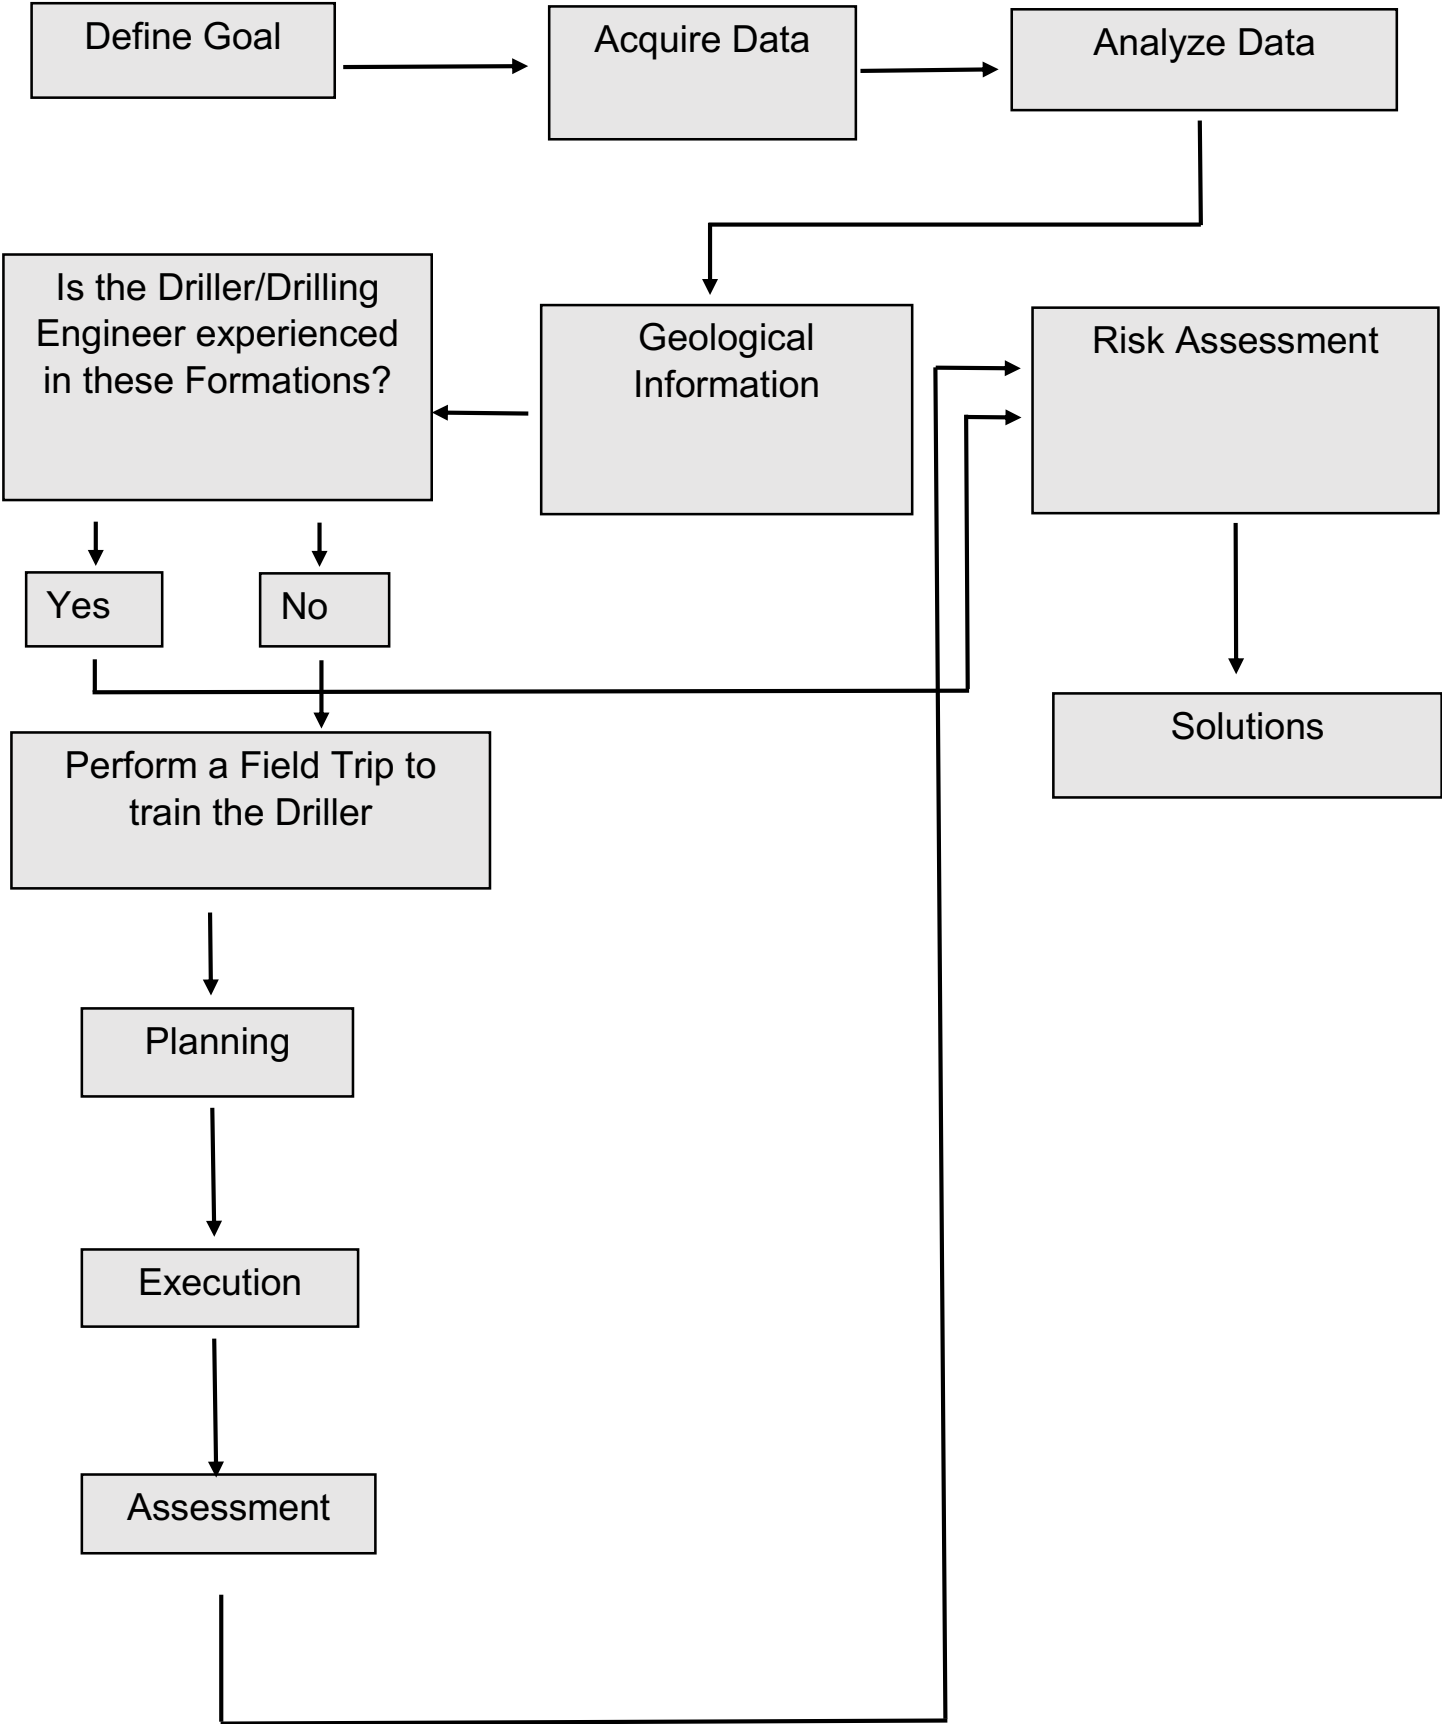 Define Goal
Acquire Data
Analyze Data
Is the Driller/Drilling
Engineer experienced
in these Formations?
Geological
Information
Risk Assessment
Yes
No
Perform a Field Trip to
train the Driller
Solutions
Planning
Execution
Assessment